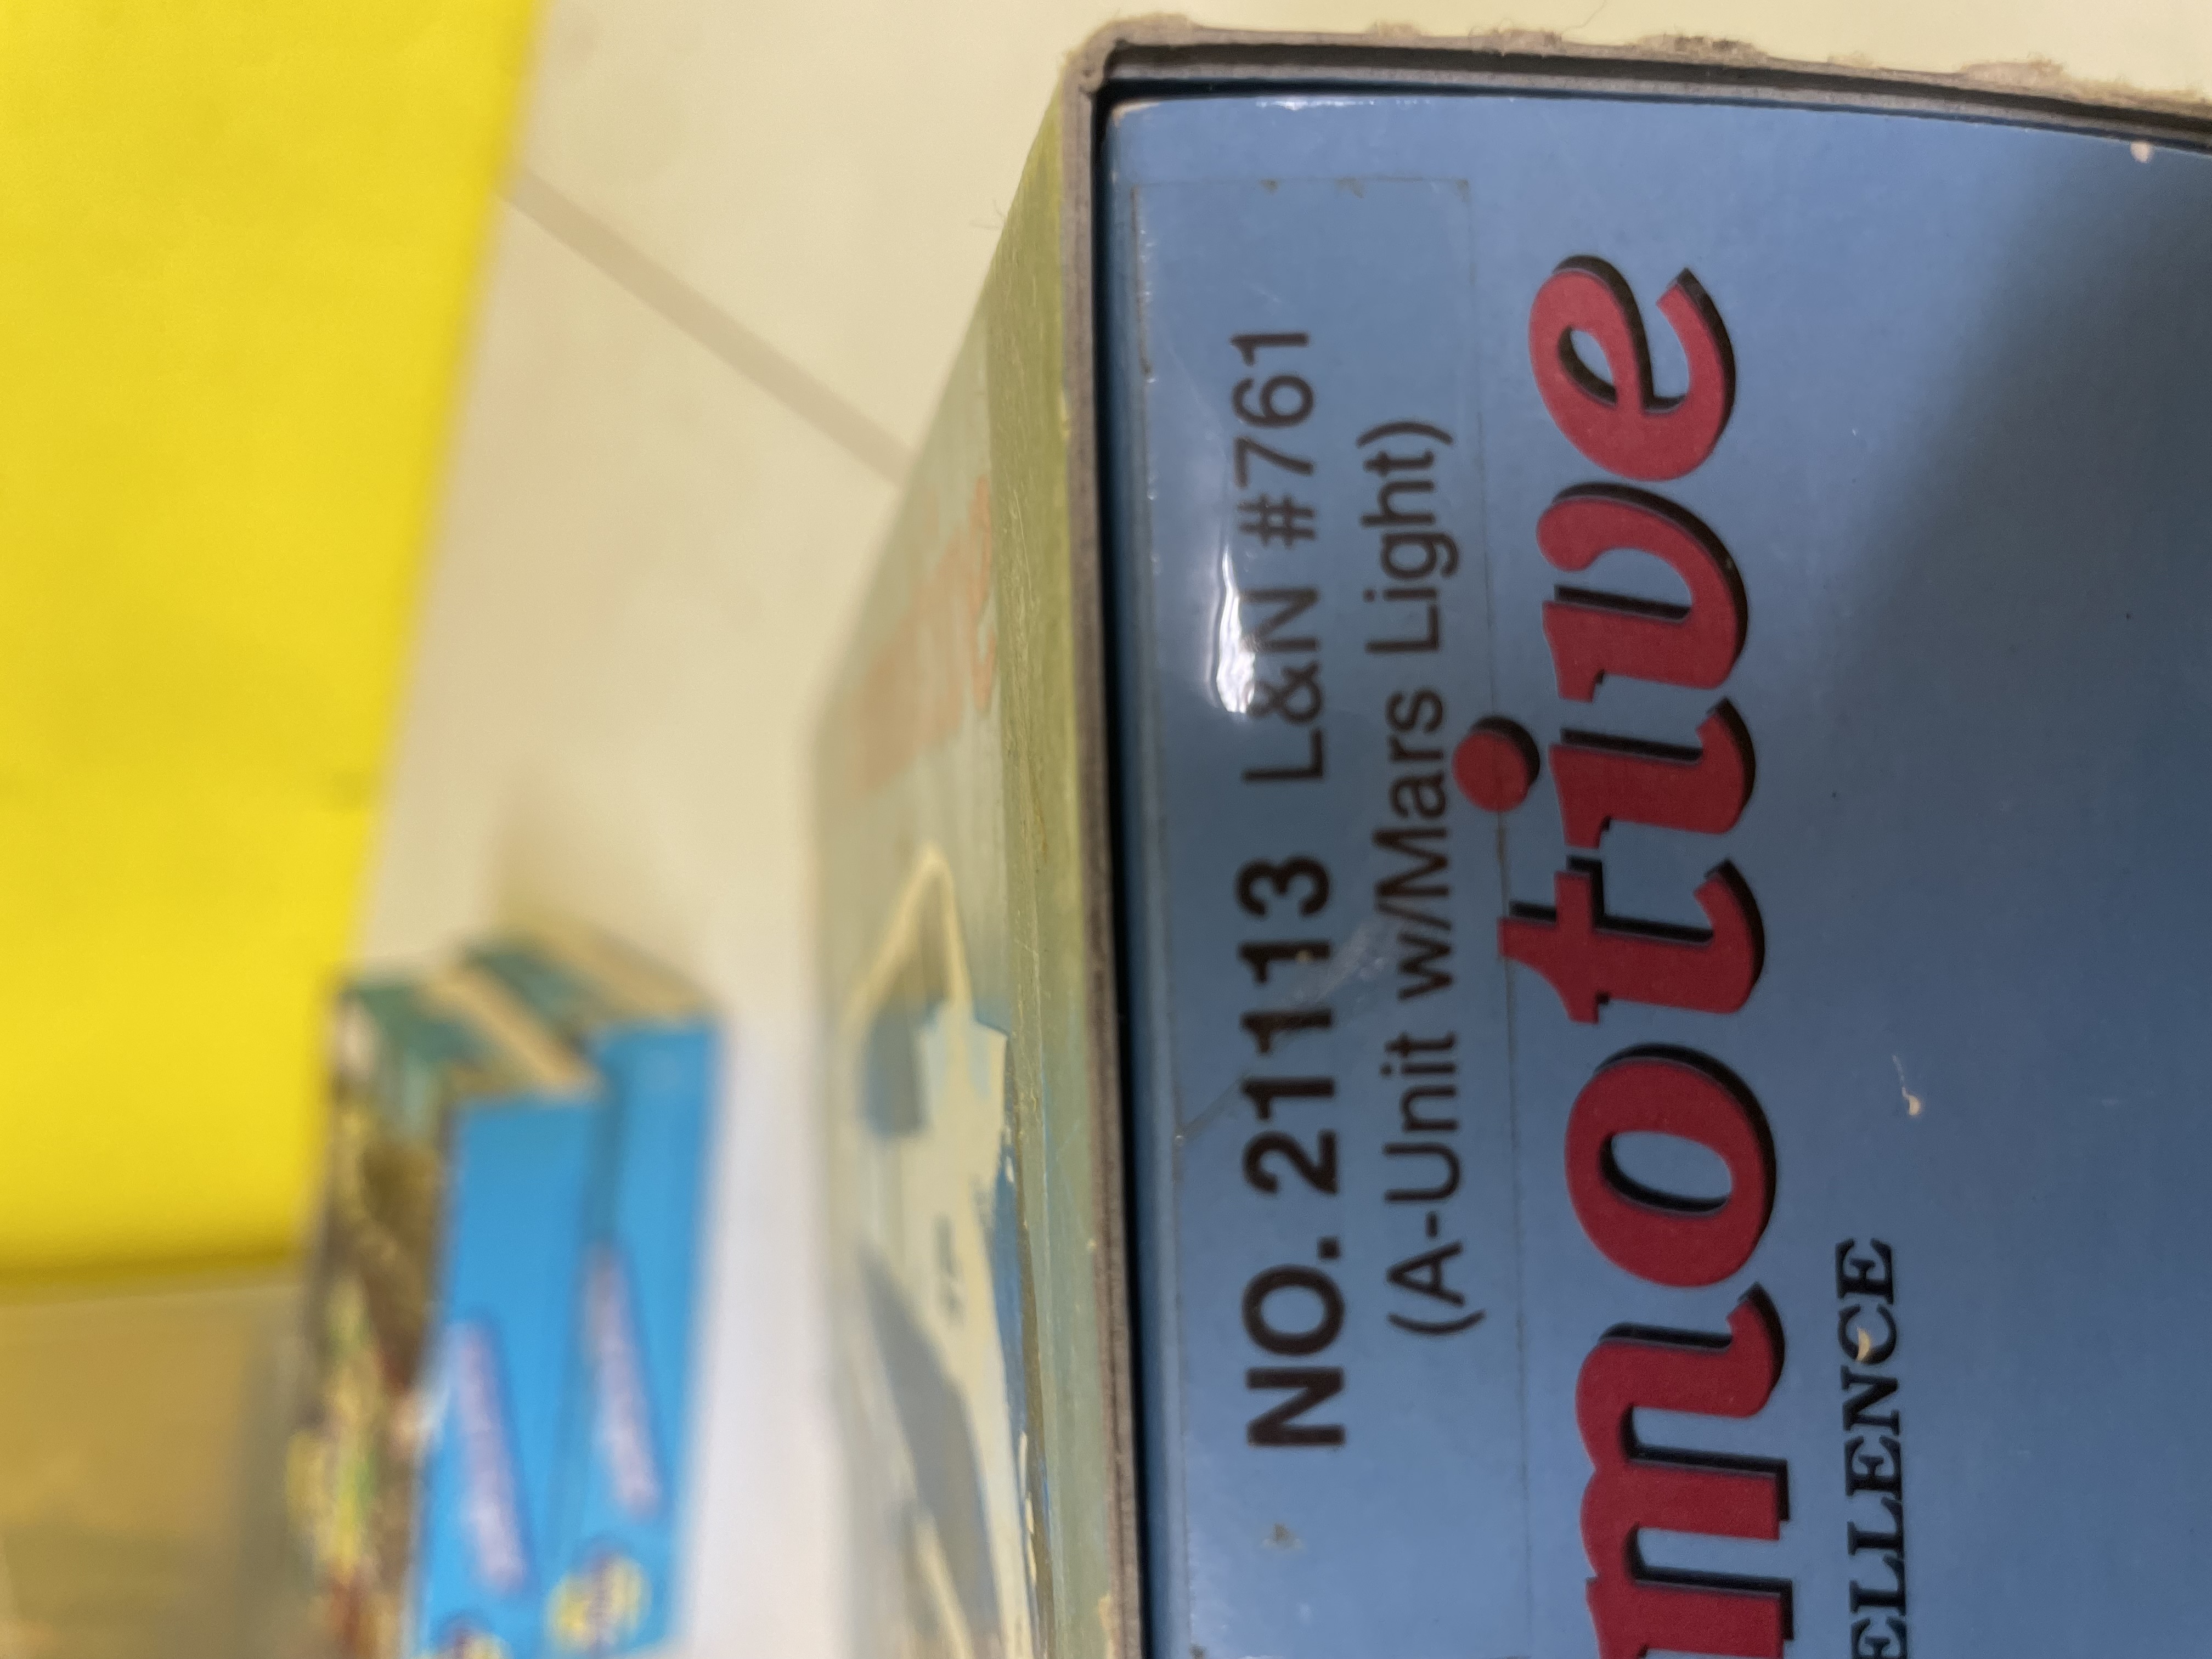 NO. 21113 L&N #761
(A-Unit w/Mars Light)
motive
ELLENCE